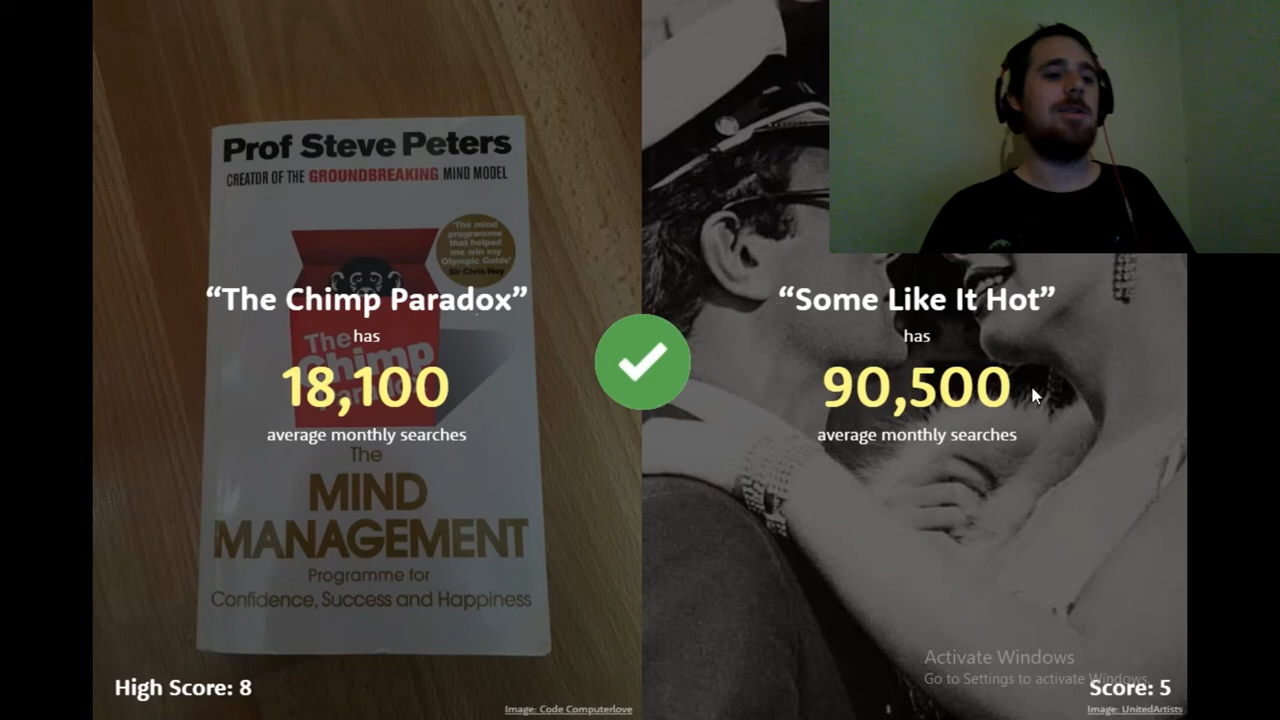 Prof Steve Peters
CREATOR OF THE GROUNDBREAKING MIND MODEL
'The mind
programme
that helped
me win my
Olympic Golds'
Sir Chris Hoy
“The Chimp Paradox”
has
18,100
average monthly searches
The
Chimp
Paradox
The
MIND
MANAGEMENT
Programme for
Confidence, Success and Happiness
High Score: 8
Image: Code Computerlove
“Some Like It Hot”
has
90,500
average monthly searches
Activate Windows
Go to Settings to activate Windows.
Score: 5
Image: UnitedArtists